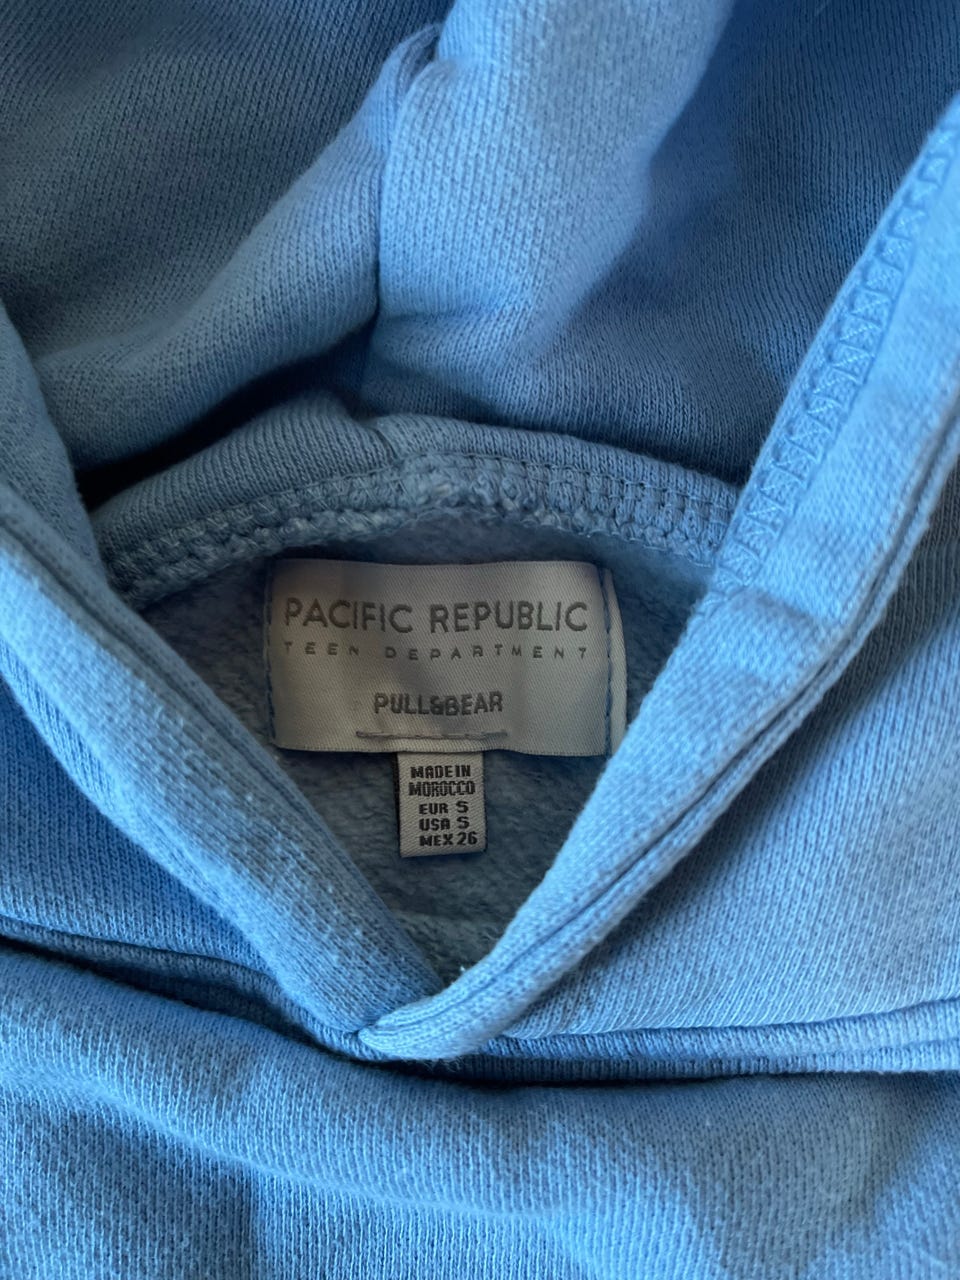 PACIFIC REPUBLIC
TEEN DEPARTMENT
PULL&BEAR
MADE IN
MOROCCO
EUR S
USA S
MEX 26